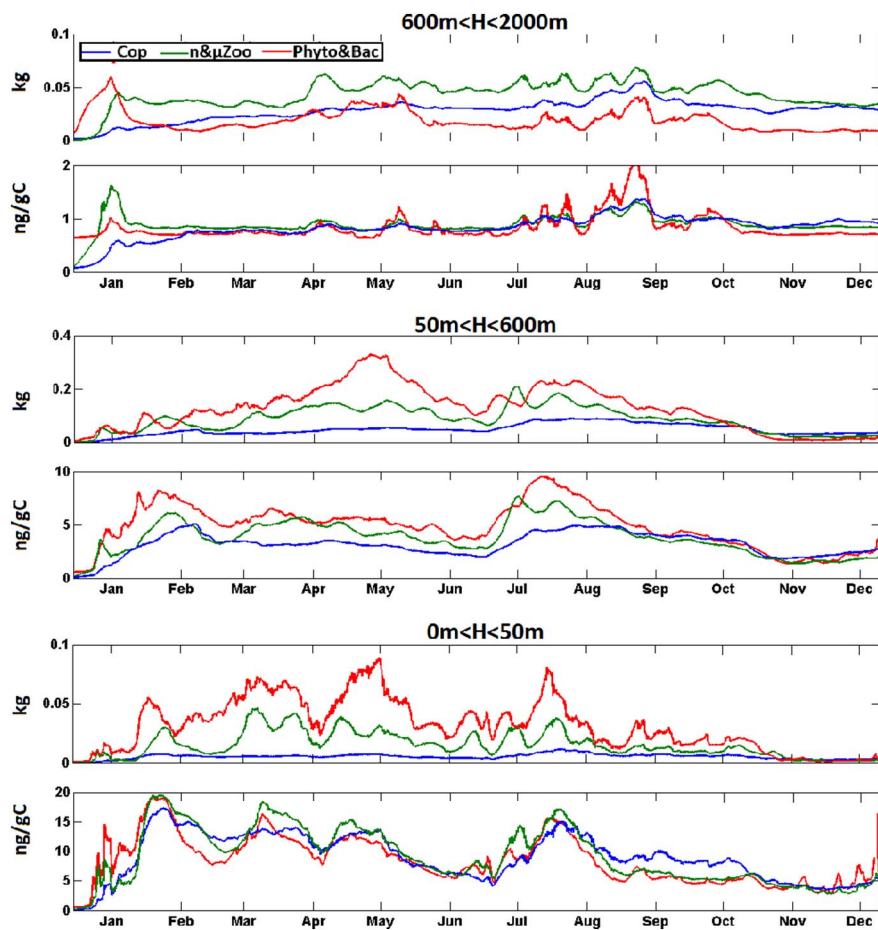 600m<H<2000m
0.1
Cop n&µZoo Phyto&Bac
kg
0.05
0
2
ng/gC
1
0
Jan Feb Mar Apr May Jun Jul Aug Sep Oct Nov Dec
50m<H<600m
0.4
kg
0.2
0
10
ng/gC
5
0
Jan Feb Mar Apr May Jun Jul Aug Sep Oct Nov Dec
0m<H<50m
0.1
kg
0.05
0
20
15
ng/gC
10
5
0
Jan Feb Mar Apr May Jun Jul Aug Sep Oct Nov Dec